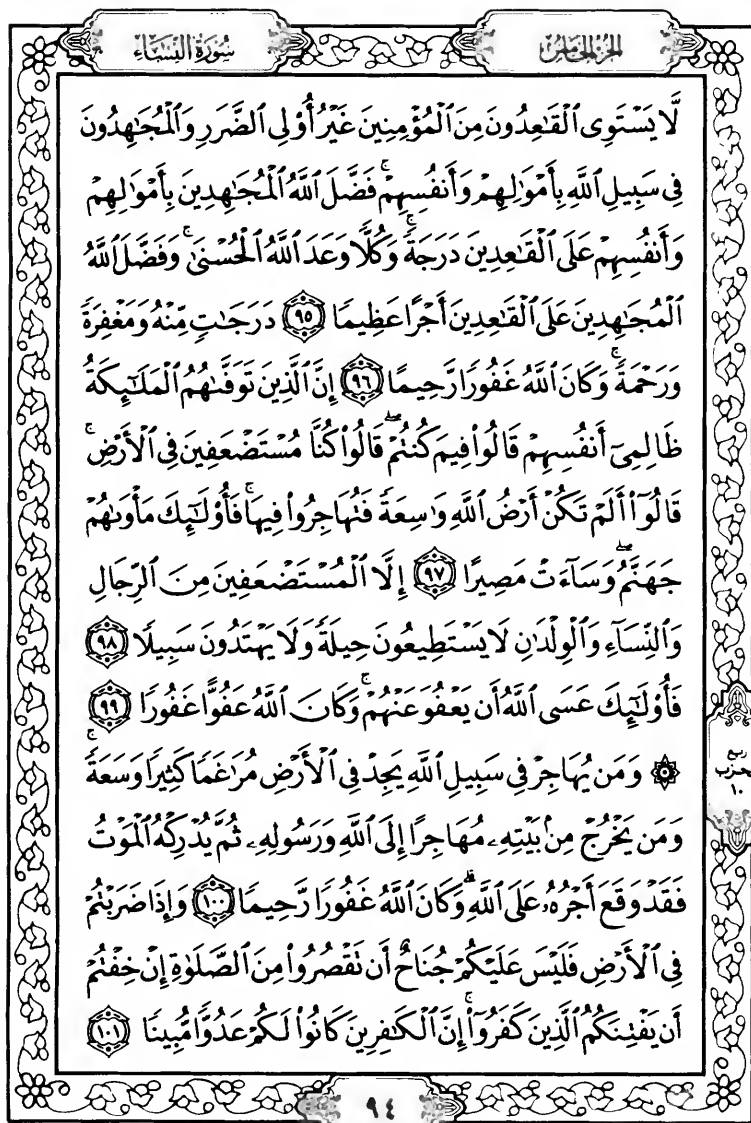 سُورَةُ النِّسَاءِ
الجُزْءُ الخَامِسُ
لَّا يَسْتَوِى ٱلْقَٰعِدُونَ مِنَ ٱلْمُؤْمِنِينَ غَيْرُ أُوْلِى ٱلضَّرَرِ وَٱلْمُجَٰهِدُونَ
فِى سَبِيلِ ٱللَّهِ بِأَمْوَٰلِهِمْ وَأَنفُسِهِمْ ۚ فَضَّلَ ٱللَّهُ ٱلْمُجَٰهِدِينَ بِأَمْوَٰلِهِمْ
وَأَنفُسِهِمْ عَلَى ٱلْقَٰعِدِينَ دَرَجَةً ۚ وَكُلًّا وَعَدَ ٱللَّهُ ٱلْحُسْنَىٰ ۚ وَفَضَّلَ ٱللَّهُ
ٱلْمُجَٰهِدِينَ عَلَى ٱلْقَٰعِدِينَ أَجْرًا عَظِيمًا ٩٥ دَرَجَٰتٍ مِّنْهُ وَمَغْفِرَةً
وَرَحْمَةً ۚ وَكَانَ ٱللَّهُ غَفُورًا رَّحِيمًا ٩٦ إِنَّ ٱلَّذِينَ تَوَفَّىٰهُمُ ٱلْمَلَٰٓئِكَةُ
ظَالِمِىٓ أَنفُسِهِمْ قَالُوا۟ فِيمَ كُنتُمْ ۖ قَالُوا۟ كُنَّا مُسْتَضْعَفِينَ فِى ٱلْأَرْضِ ۚ
قَالُوٓا۟ أَلَمْ تَكُنْ أَرْضُ ٱللَّهِ وَٰسِعَةً فَتُهَاجِرُوا۟ فِيهَا ۚ فَأُو۟لَٰٓئِكَ مَأْوَىٰهُمْ
جَهَنَّمُ ۖ وَسَآءَتْ مَصِيرًا ٩٧ إِلَّا ٱلْمُسْتَضْعَفِينَ مِنَ ٱلرِّجَالِ
وَٱلنِّسَآءِ وَٱلْوِلْدَٰنِ لَا يَسْتَطِيعُونَ حِيلَةً وَلَا يَهْتَدُونَ سَبِيلًا ٩٨
فَأُو۟لَٰٓئِكَ عَسَى ٱللَّهُ أَن يَعْفُوَ عَنْهُمْ ۚ وَكَانَ ٱللَّهُ عَفُوًّا غَفُورًا ٩٩
۞ وَمَن يُهَاجِرْ فِى سَبِيلِ ٱللَّهِ يَجِدْ فِى ٱلْأَرْضِ مُرَٰغَمًا كَثِيرًا وَسَعَةً ۚ
وَمَن يَخْرُجْ مِنۢ بَيْتِهِۦ مُهَاجِرًا إِلَى ٱللَّهِ وَرَسُولِهِۦ ثُمَّ يُدْرِكْهُ ٱلْمَوْتُ
فَقَدْ وَقَعَ أَجْرُهُۥ عَلَى ٱللَّهِ ۗ وَكَانَ ٱللَّهُ غَفُورًا رَّحِيمًا ١٠٠ وَإِذَا ضَرَبْتُمْ
فِى ٱلْأَرْضِ فَلَيْسَ عَلَيْكُمْ جُنَاحٌ أَن تَقْصُرُوا۟ مِنَ ٱلصَّلَوٰةِ إِنْ خِفْتُمْ
أَن يَفْتِنَكُمُ ٱلَّذِينَ كَفَرُوٓا۟ ۚ إِنَّ ٱلْكَٰفِرِينَ كَانُوا۟ لَكُمْ عَدُوًّا مُّبِينًا ١٠١
ربع
حزب
١٠
٩٤